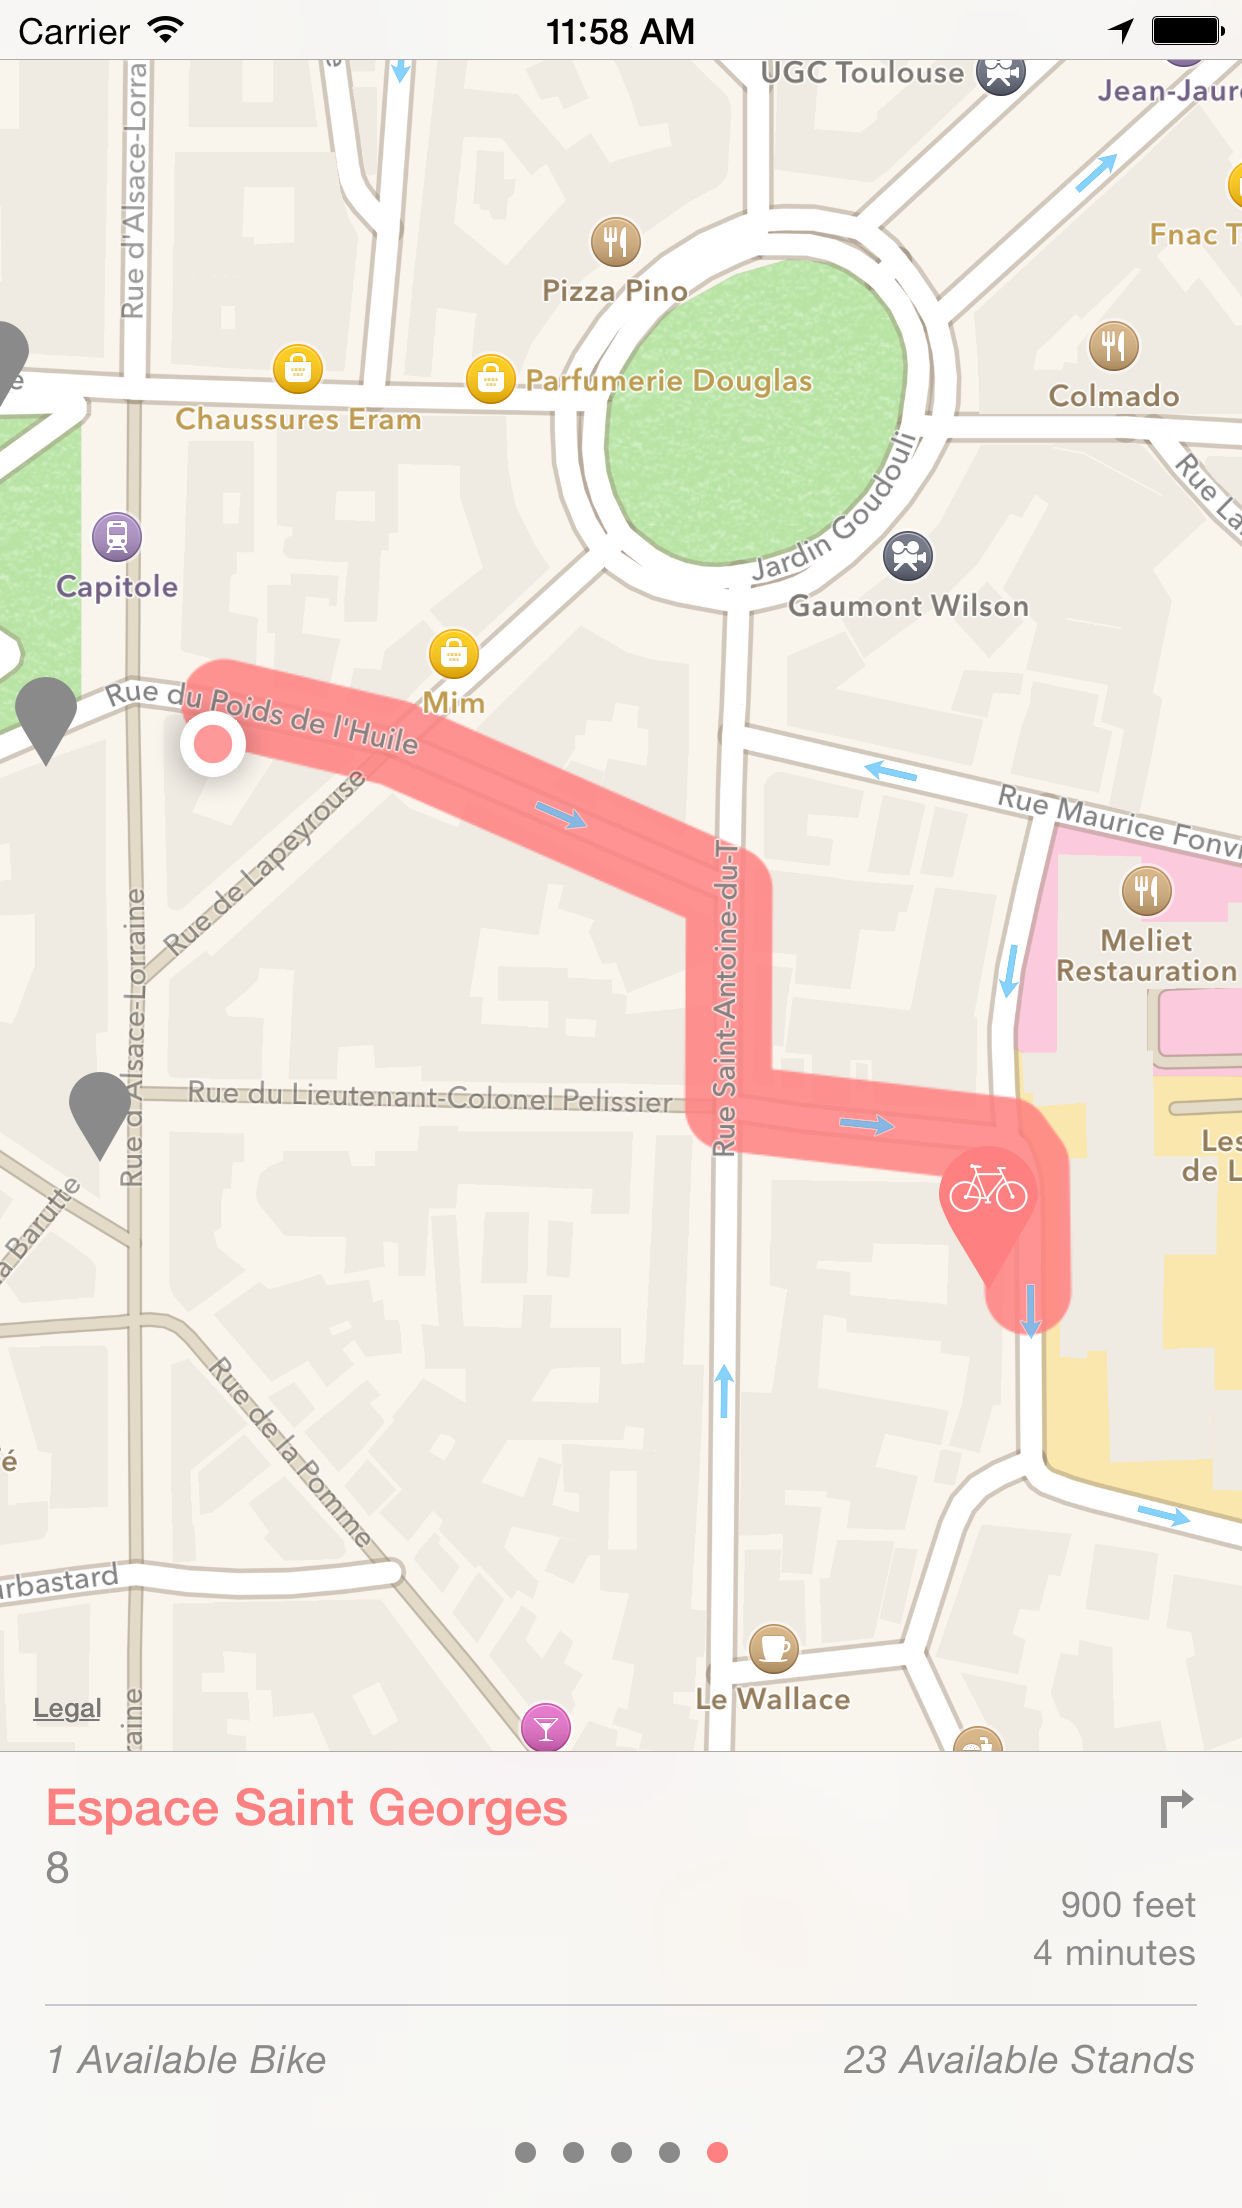 Carrier
11:58 AM
UGC Toulouse
Jean-Jaur
Rue d'Alsace-Lorra
Fnac T
Pizza Pino
Parfumerie Douglas
Colmado
Chaussures Eram
Jardin Goudouli
Rue La
Capitole
Gaumont Wilson
Mim
Rue du Poids de l'Huile
Rue Maurice Fonvi
Rue de Lapeyrouse
Rue Saint-Antoine-du-T
Meliet
Restauration
Rue d'Alsace-Lorraine
Rue du Lieutenant-Colonel Pelissier
Les
de L
a Barutte
Rue de la Pomme
é
urbastard
Le Wallace
Legal
raine
Espace Saint Georges
8
900 feet
4 minutes
1 Available Bike
23 Available Stands